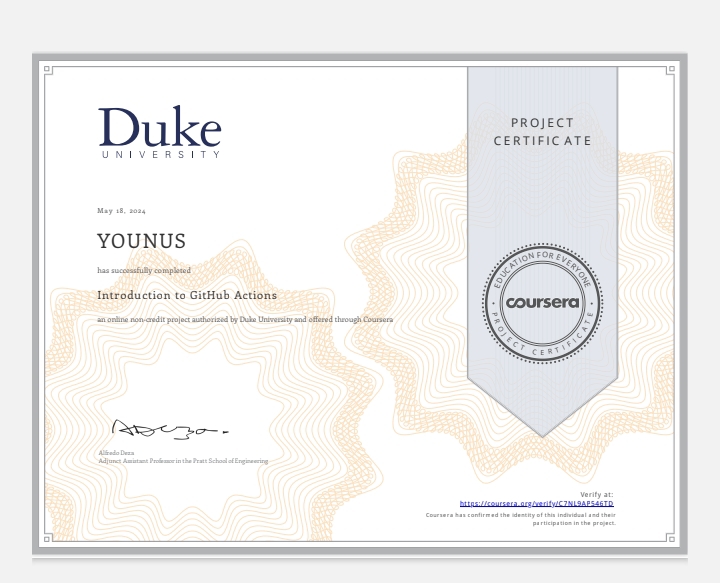 Duke
UNIVERSITY
PROJECT
CERTIFICATE
May 18, 2024
YOUNUS
has successfully completed
Introduction to GitHub Actions
an online non-credit project authorized by Duke University and offered through Coursera
EDUCATION FOR EVERYONE
coursera
PROJECT CERTIFICATE
Alfredo Deza
Adjunct Assistant Professor in the Pratt School of Engineering
Verify at:
https://coursera.org/verify/C7NL9AP546TD
Coursera has confirmed the identity of this individual and their
participation in the project.